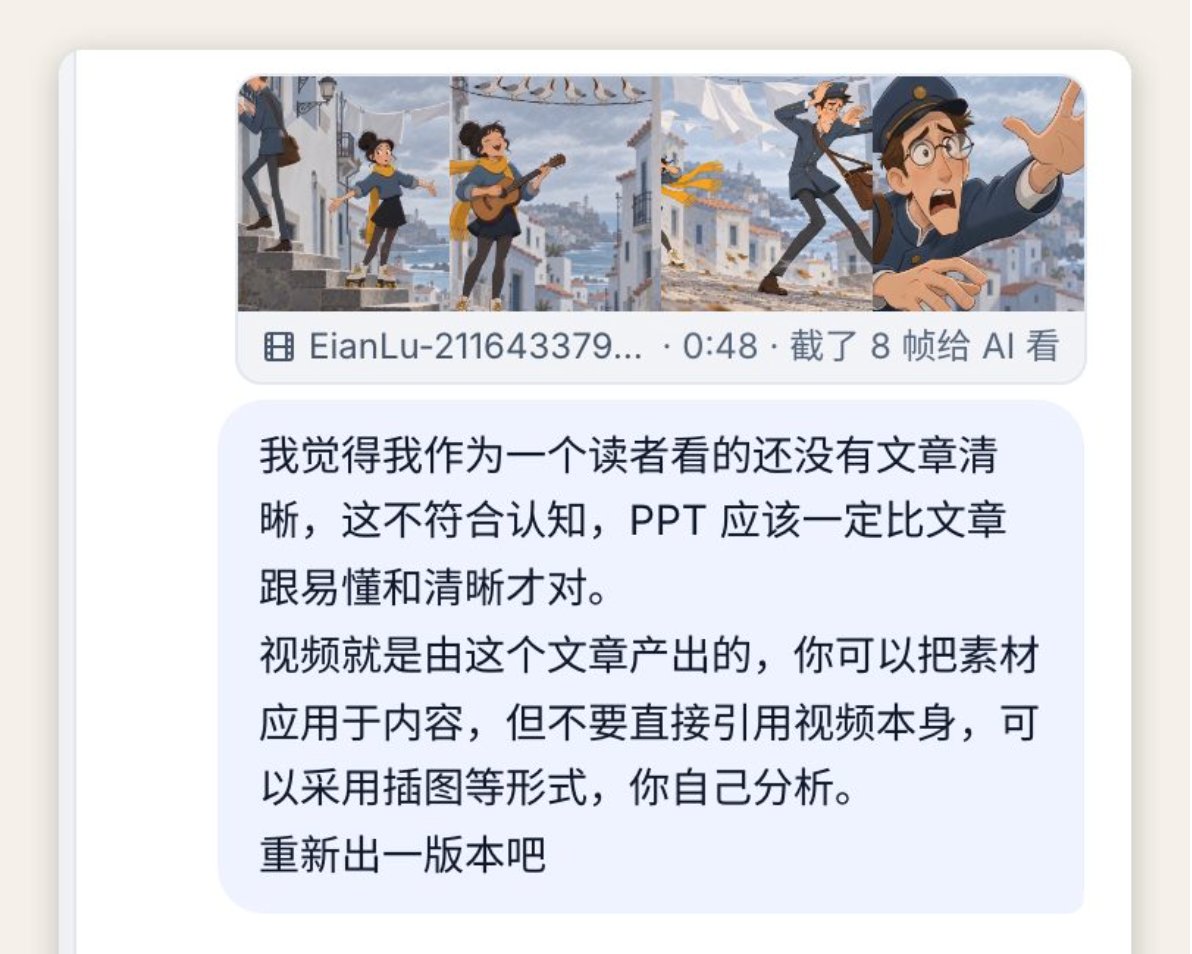 EianLu-211643379... · 0:48 · 截了 8 帧给 AI 看
我觉得我作为一个读者看的还没有文章清
晰，这不符合认知，PPT 应该一定比文章
跟易懂和清晰才对。
视频就是由这个文章产出的，你可以把素材
应用于内容，但不要直接引用视频本身，可
以采用插图等形式，你自己分析。
重新出一版本吧